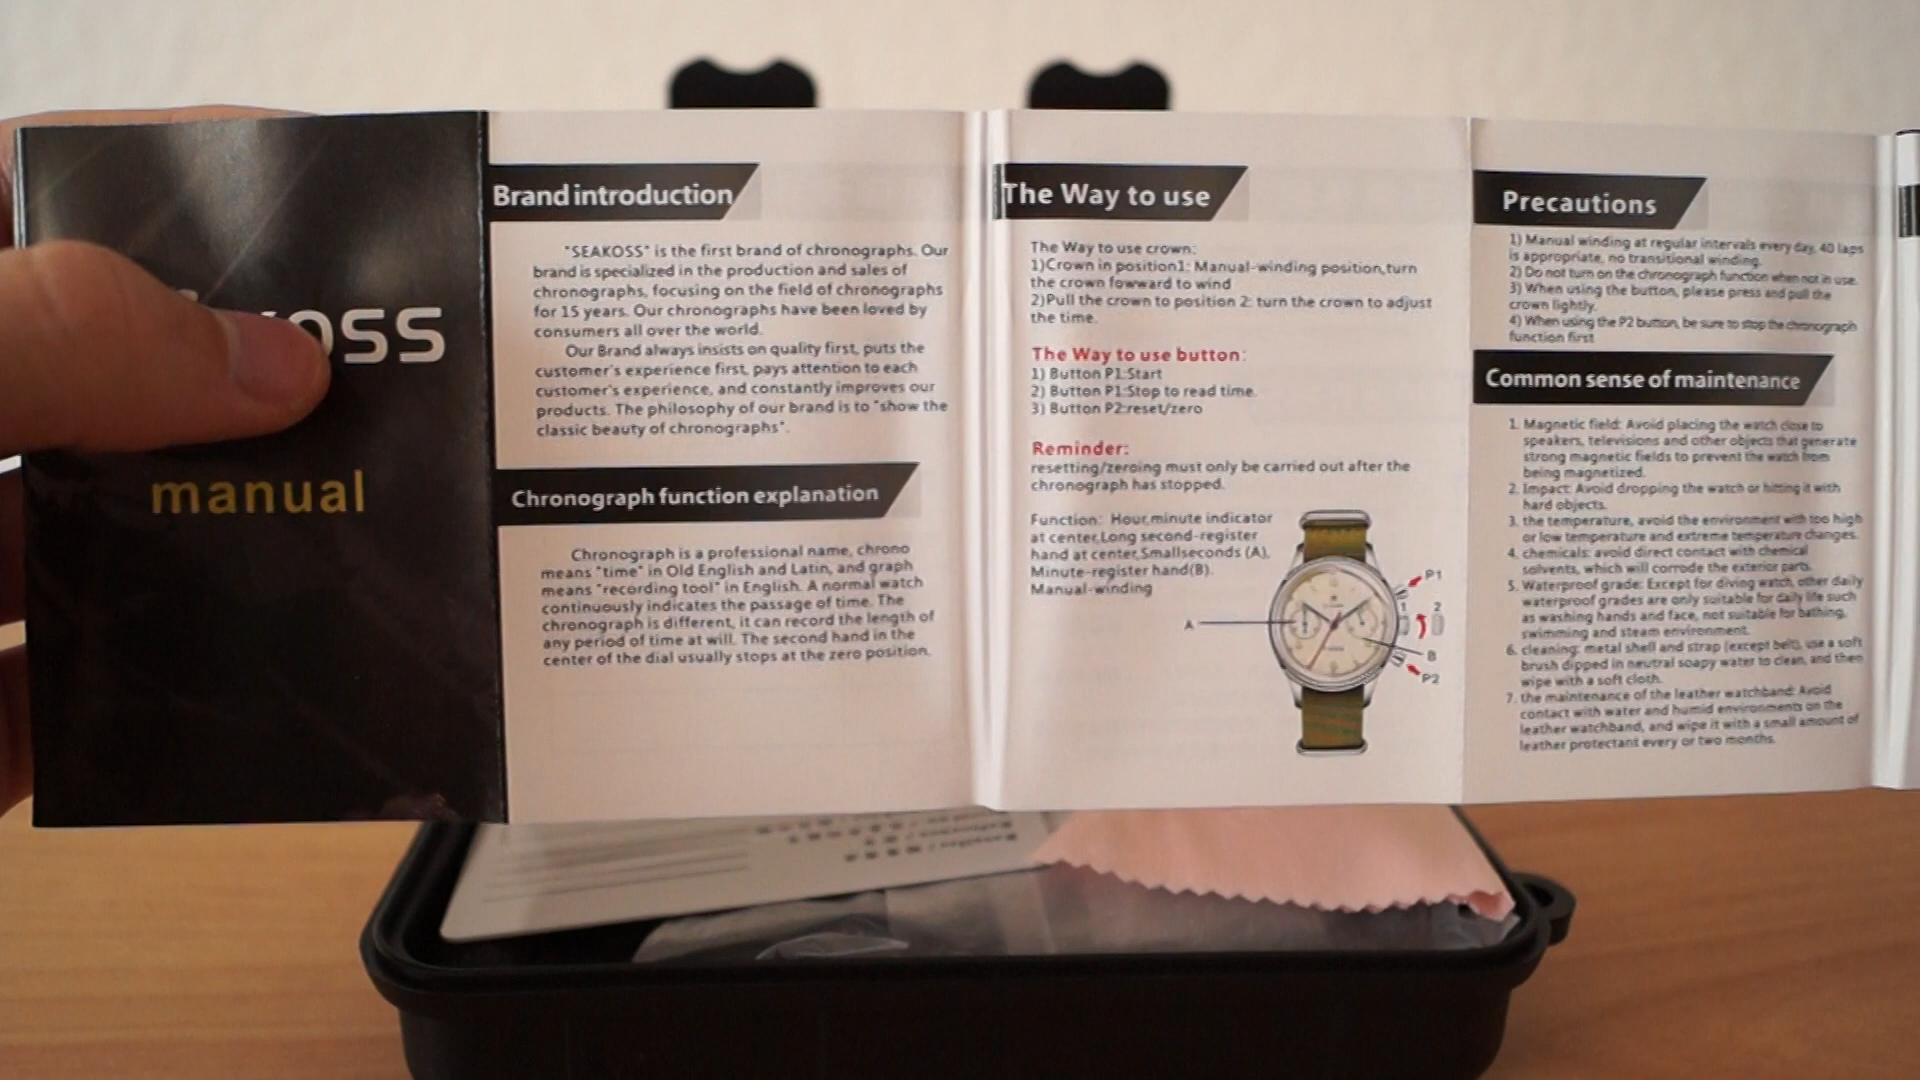 oss
manual
Brand introduction
"SEAKOSS" is the first brand of chronographs. Our
brand is specialized in the production and sales of
chronographs, focusing on the field of chronographs
for 15 years. Our chronographs have been loved by
consumers all over the world.
Our Brand always insists on quality first, puts the
customer's experience first, pays attention to each
customer's experience, and constantly improves our
products. The philosophy of our brand is to "show the
classic beauty of chronographs".
Chronograph function explanation
Chronograph is a professional name, chrono
means "time" in Old English and Latin, and graph
means "recording tool" in English. A normal watch
continuously indicates the passage of time. The
chronograph is different, it can record the length of
any period of time at will. The second hand in the
center of the dial usually stops at the zero position.
The Way to use
The Way to use crown:
1)Crown in position1: Manual-winding position,turn
the crown fowward to wind
2)Pull the crown to position 2: turn the crown to adjust
the time.
The Way to use button:
1) Button P1:Start
2) Button P1:Stop to read time.
3) Button P2:reset/zero
Reminder:
resetting/zeroing must only be carried out after the
chronograph has stopped.
Function: Hour,minute indicator
at center,Long second-register
hand at center,Smallseconds (A),
Minute-register hand(B).
Manual-winding
P1
1 2
A
B
P2
Precautions
1) Manual winding at regular intervals every day, 40 laps
is appropriate, no transitional winding.
2) Do not turn on the chronograph function when not in use.
3) When using the button, please press and pull the
crown lightly.
4) When using the P2 button, be sure to stop the chronograph
function first
Common sense of maintenance
1. Magnetic field: Avoid placing the watch close to
speakers, televisions and other objects that generate
strong magnetic fields to prevent the watch from
being magnetized.
2. Impact: Avoid dropping the watch or hitting it with
hard objects.
3. the temperature, avoid the environment with too high
or low temperature and extreme temperature changes.
4. chemicals: avoid direct contact with chemical
solvents, which will corrode the exterior parts.
5. Waterproof grade: Except for diving watch, other daily
waterproof grades are only suitable for daily life such
as washing hands and face, not suitable for bathing,
swimming and steam environment.
6. cleaning: metal shell and strap (except belt), use a soft
brush dipped in neutral soapy water to clean, and then
wipe with a soft cloth.
7. the maintenance of the leather watchband: Avoid
contact with water and humid environments on the
leather watchband, and wipe it with a small amount of
leather protectant every or two months.